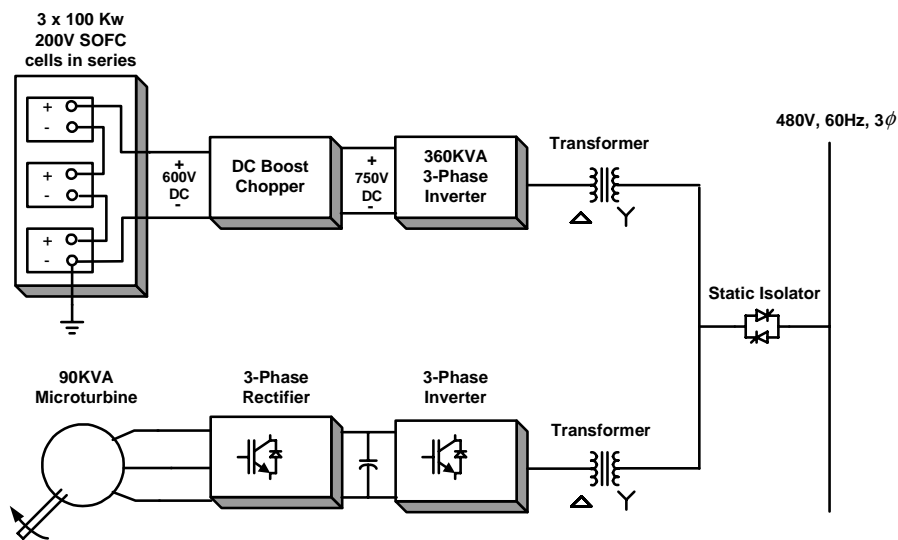 3 x 100 Kw
200V SOFC
cells in series
+
-
+
-
+
-
+
600V
DC
-
DC Boost
Chopper
+
750V
DC
-
360KVA
3-Phase
Inverter
Transformer
Δ Y
480V, 60Hz, 3ϕ
Static Isolator
90KVA
Microturbine
3-Phase
Rectifier
3-Phase
Inverter
Transformer
Δ Y